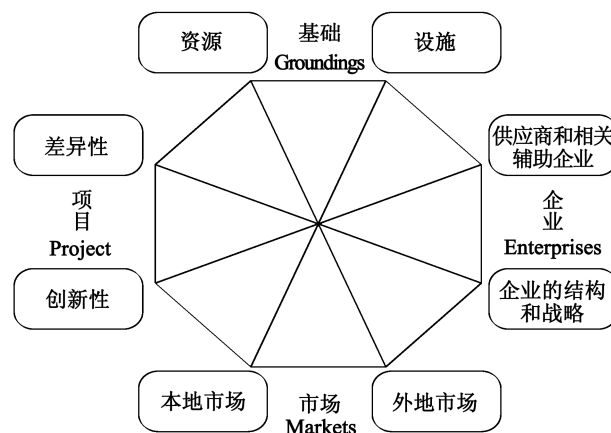 资源
基础
Groundings
设施
差异性
供应商和相关
辅助企业
项
目
Project
企
业
Enterprises
创新性
企业的结构
和战略
本地市场
市场
Markets
外地市场